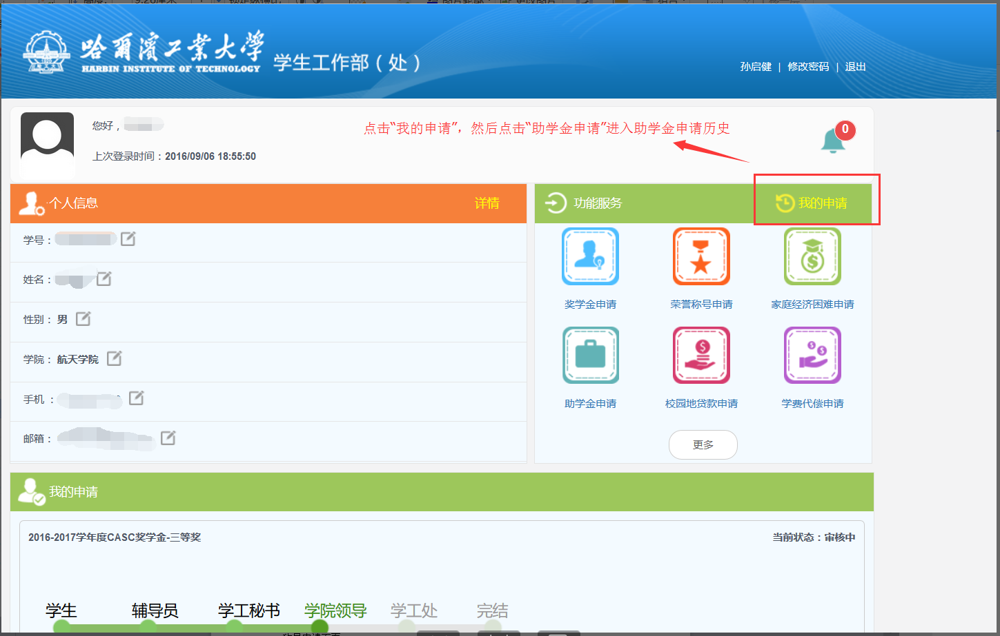 哈爾濱工業大學
HARBIN INSTITUTE OF TECHNOLOGY
学生工作部（处）
孙启健 | 修改密码 | 退出
您好，
点击“我的申请”，然后点击“助学金申请”进入助学金申请历史
0
上次登录时间：2016/09/06 18:55:50
个人信息 详情
功能服务 我的申请
学号：
姓名：
性别： 男
学院： 航天学院
手机 ：
邮箱：
奖学金申请 荣誉称号申请 家庭经济困难申请
助学金申请 校园地贷款申请 学费代偿申请
更多
我的申请
2016-2017学年度CASC奖学金-三等奖 当前状态：审核中
学生 辅导员 学工秘书 学院领导 学工处 完结